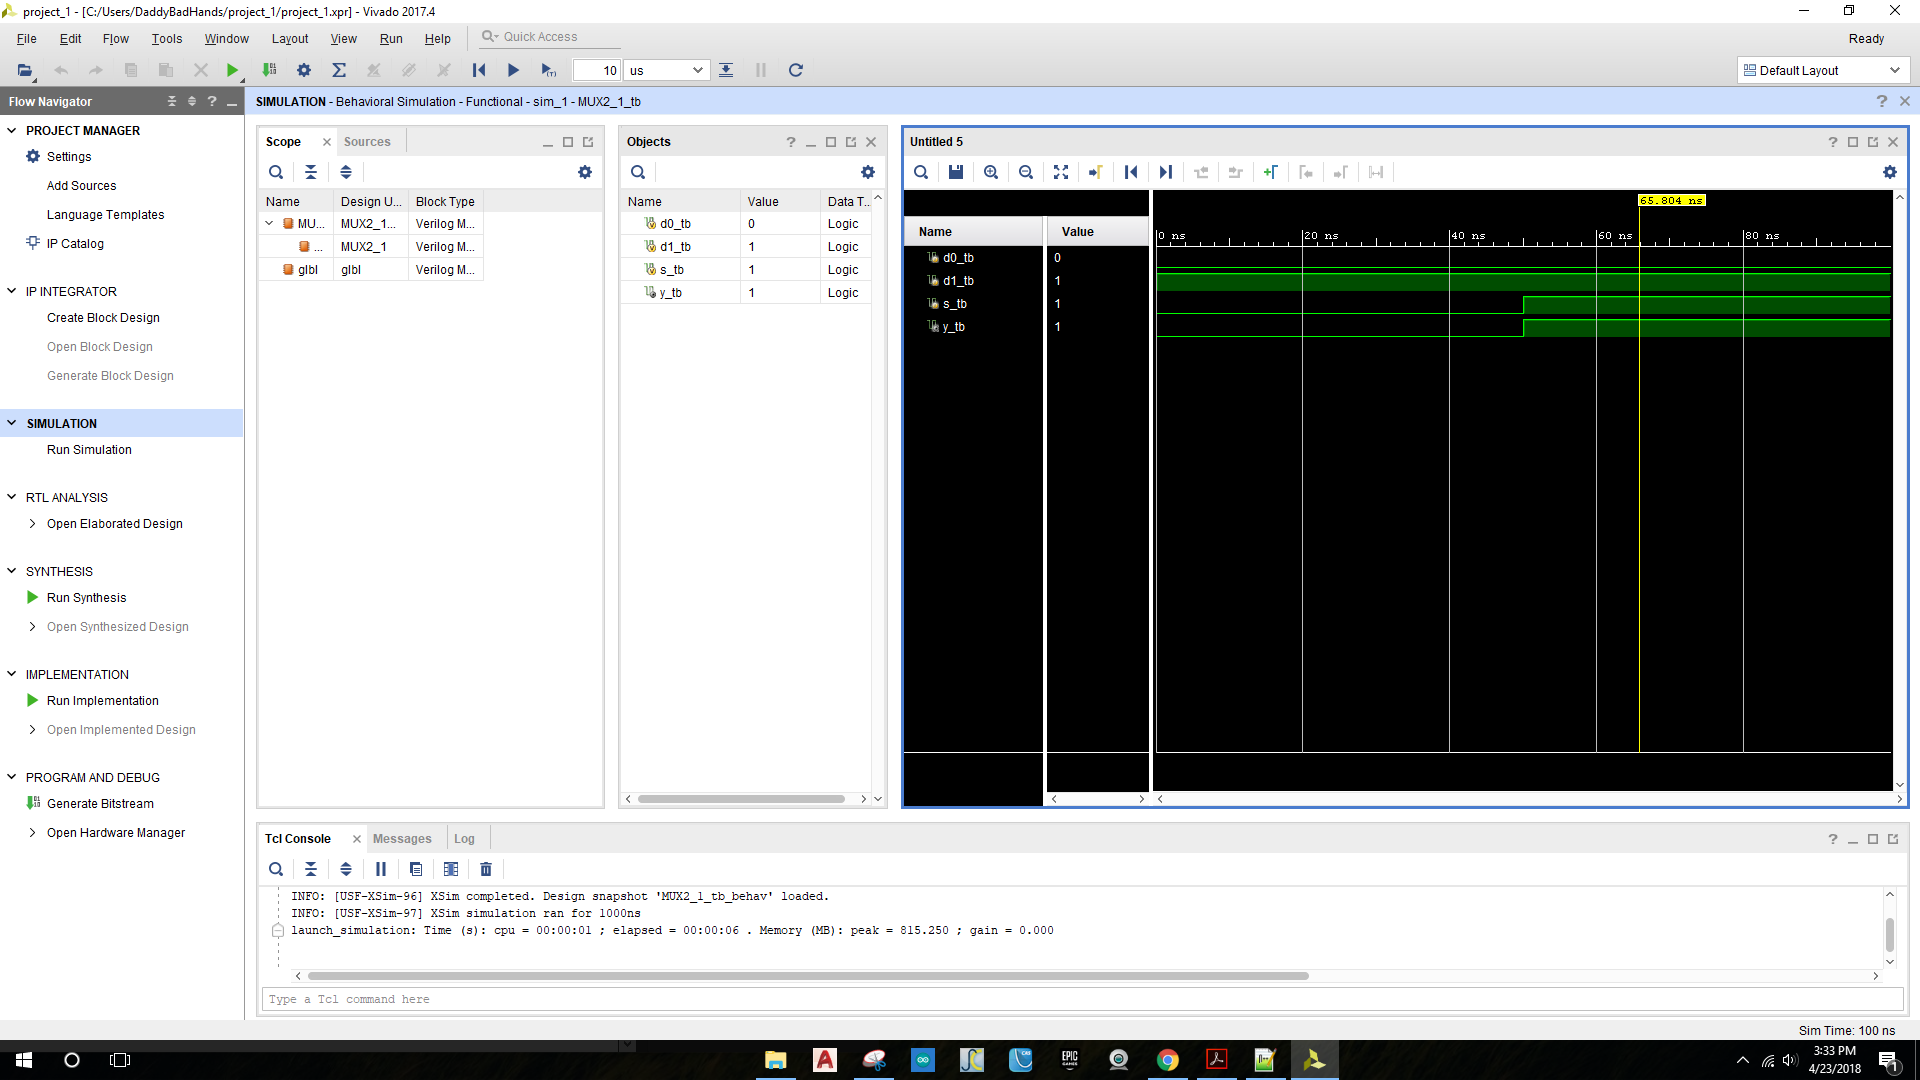 project_1 - [C:/Users/DaddyBadHands/project_1/project_1.xpr] - Vivado 2017.4
File Edit Flow Tools Window Layout View Run Help Quick Access Ready
10 us Default Layout
Flow Navigator
SIMULATION - Behavioral Simulation - Functional - sim_1 - MUX2_1_tb
PROJECT MANAGER
Settings
Add Sources
Language Templates
IP Catalog
IP INTEGRATOR
Create Block Design
Open Block Design
Generate Block Design
SIMULATION
Run Simulation
RTL ANALYSIS
Open Elaborated Design
SYNTHESIS
Run Synthesis
Open Synthesized Design
IMPLEMENTATION
Run Implementation
Open Implemented Design
PROGRAM AND DEBUG
Generate Bitstream
Open Hardware Manager
Scope Sources
Name Design U... Block Type
MU... MUX2_1... Verilog M...
... MUX2_1 Verilog M...
glbl glbl Verilog M...
Objects
Name Value Data T...
d0_tb 0 Logic
d1_tb 1 Logic
s_tb 1 Logic
y_tb 1 Logic
Untitled 5
65.804 ns
Name Value
0 ns 20 ns 40 ns 60 ns 80 ns
d0_tb 0
d1_tb 1
s_tb 1
y_tb 1
Tcl Console Messages Log
INFO: [USF-XSim-96] XSim completed. Design snapshot 'MUX2_1_tb_behav' loaded.
INFO: [USF-XSim-97] XSim simulation ran for 1000ns
launch_simulation: Time (s): cpu = 00:00:01 ; elapsed = 00:00:06 . Memory (MB): peak = 815.250 ; gain = 0.000
Type a Tcl command here
Sim Time: 100 ns
EPIC
GAMES
3:33 PM
4/23/2018
1